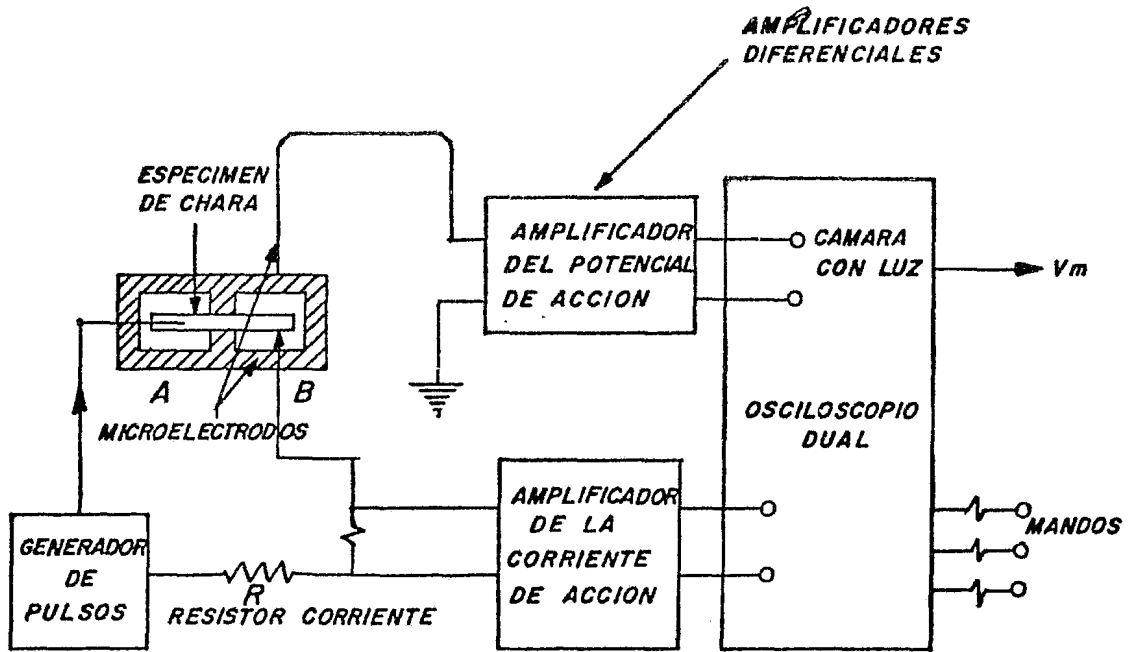 AMPLIFICADORES
DIFERENCIALES
ESPECIMEN
DE CHARA
AMPLIFICADOR
DEL POTENCIAL
DE ACCION
CAMARA
CON LUZ
Vm
A
B
MICROELECTRODOS
OSCILOSCOPIO
DUAL
GENERADOR
DE
PULSOS
R
RESISTOR CORRIENTE
AMPLIFICADOR
DE LA
CORRIENTE
DE ACCION
MANDOS